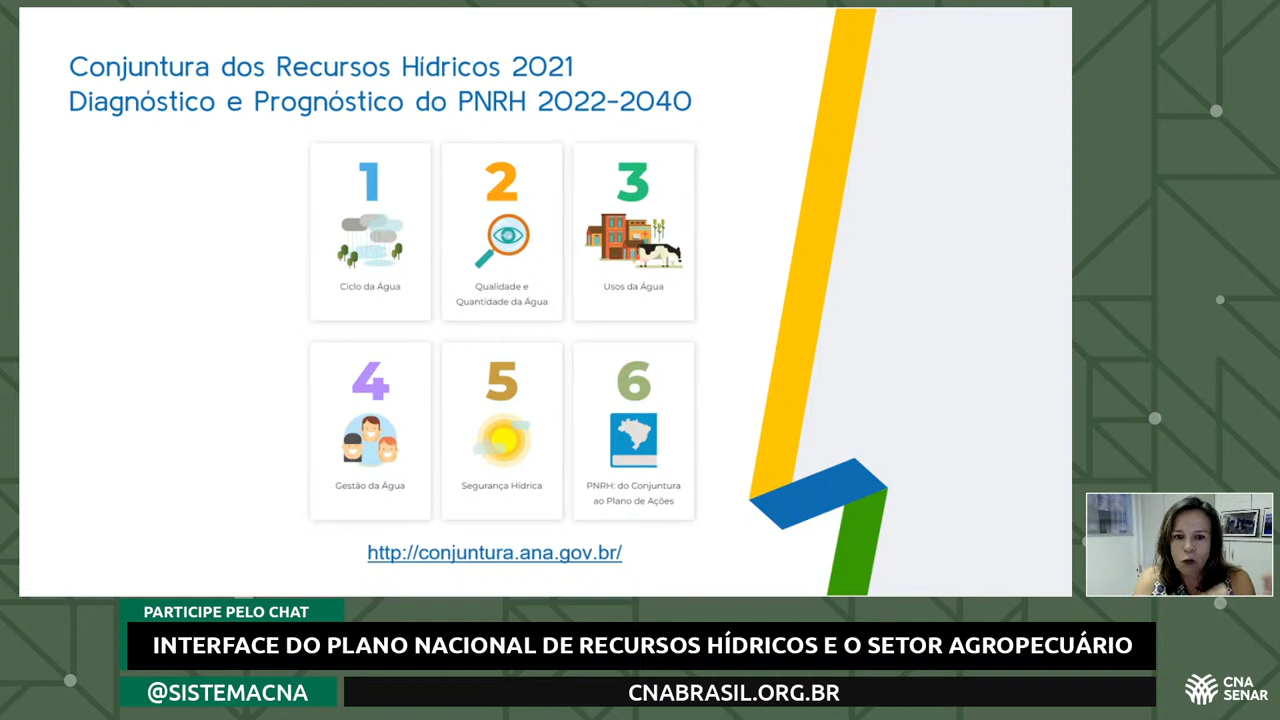 Conjuntura dos Recursos Hídricos 2021
Diagnóstico e Prognóstico do PNRH 2022-2040
1
2
3
Ciclo da Água
Qualidade e
Quantidade da Água
Usos da Água
4
5
6
Gestão da Água
Segurança Hídrica
PNRH: do Conjuntura
ao Plano de Ações
http://conjuntura.ana.gov.br/
PARTICIPE PELO CHAT
INTERFACE DO PLANO NACIONAL DE RECURSOS HÍDRICOS E O SETOR AGROPECUÁRIO
@SISTEMACNA
CNABRASIL.ORG.BR
CNA
SENAR